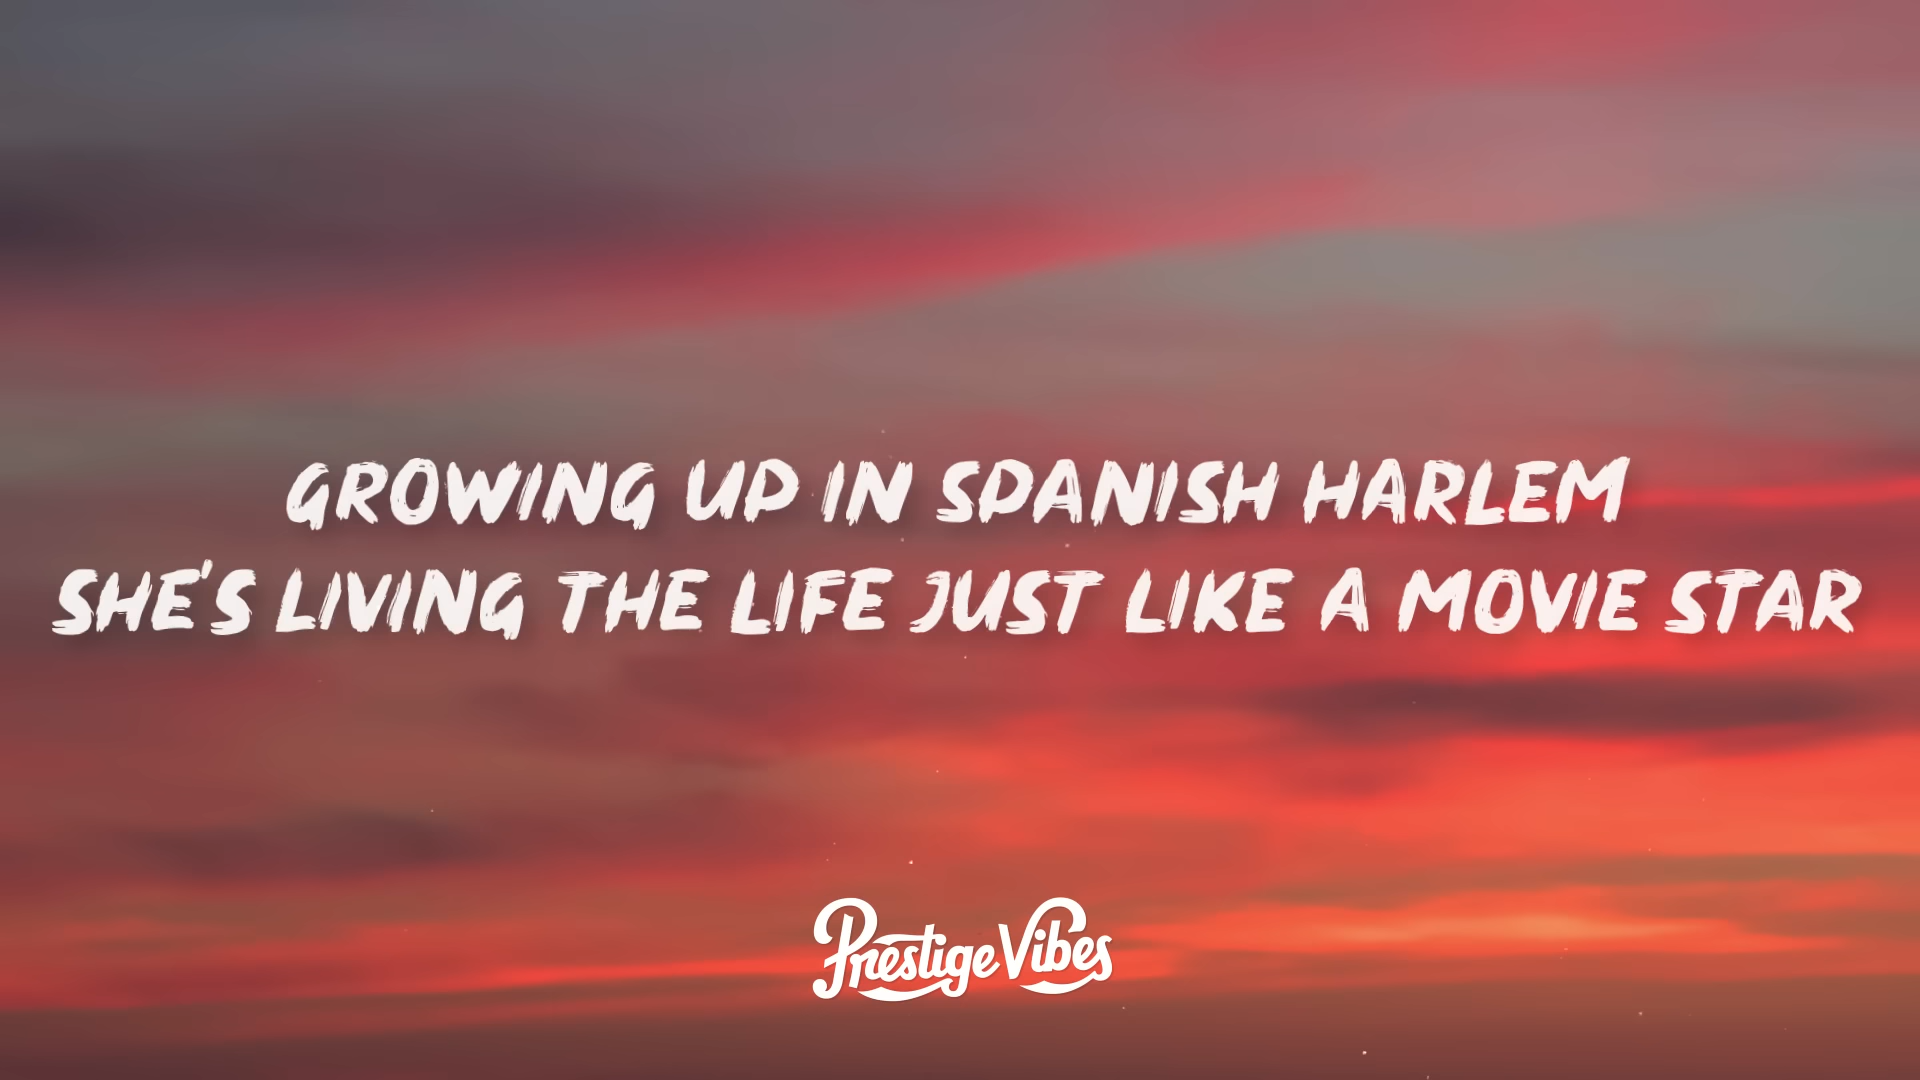 GROWING UP IN SPANISH HARLEM
SHE'S LIVING THE LIFE JUST LIKE A MOVIE STAR
Prestige Vibes